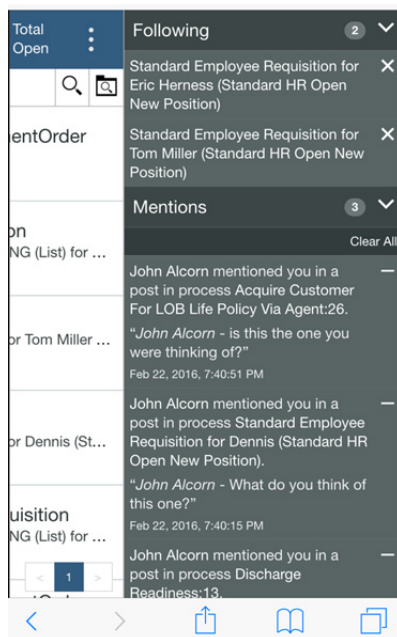 Total
Open
entOrder
on
NG (List) for ...
or Tom Miller ...
or Dennis (St...
uisition
NG (List) for ...
< 1 >
Following 2
Standard Employee Requisition for
Eric Herness (Standard HR Open
New Position)
Standard Employee Requisition for
Tom Miller (Standard HR Open New
Position)
Mentions 3
Clear All
John Alcorn mentioned you in a
post in process Acquire Customer
For LOB Life Policy Via Agent:26.
“John Alcorn - is this the one you
were thinking of?”
Feb 22, 2016, 7:40:51 PM
John Alcorn mentioned you in a
post in process Standard Employee
Requisition for Dennis (Standard HR
Open New Position).
“John Alcorn - What do you think of
this one?”
Feb 22, 2016, 7:40:15 PM
John Alcorn mentioned you in a
post in process Discharge
Readiness:13.